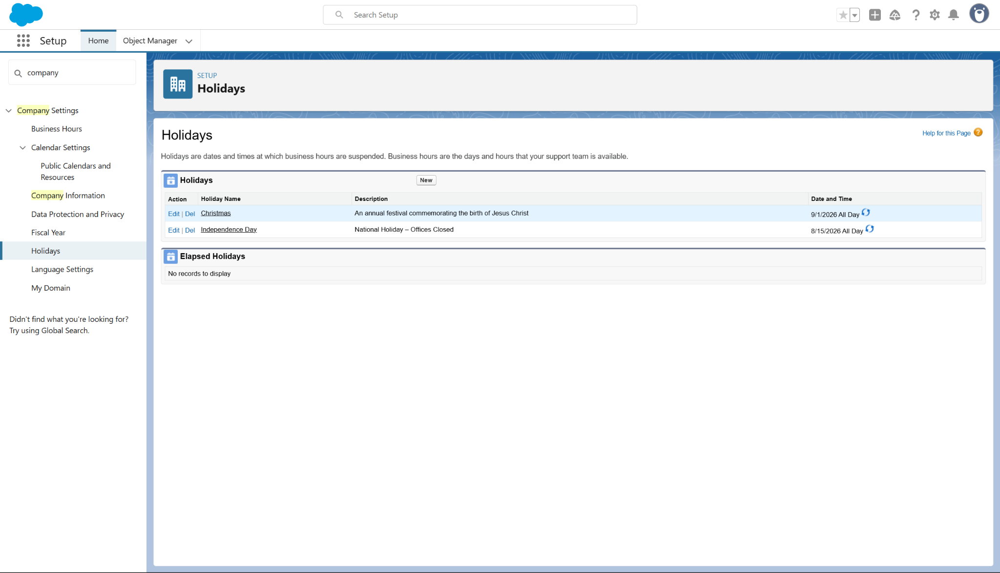 Search Setup
Setup
Home
Object Manager
company
Company Settings
Business Hours
Calendar Settings
Public Calendars and
Resources
Company Information
Data Protection and Privacy
Fiscal Year
Holidays
Language Settings
My Domain
Didn't find what you're looking for?
Try using Global Search.
SETUP
Holidays
Holidays
Help for this Page ?
Holidays are dates and times at which business hours are suspended. Business hours are the days and hours that your support team is available.
Holidays
New
Action Holiday Name Description Date and Time
Edit | Del Christmas An annual festival commemorating the birth of Jesus Christ 9/1/2026 All Day
Edit | Del Independence Day National Holiday – Offices Closed 8/15/2026 All Day
Elapsed Holidays
No records to display